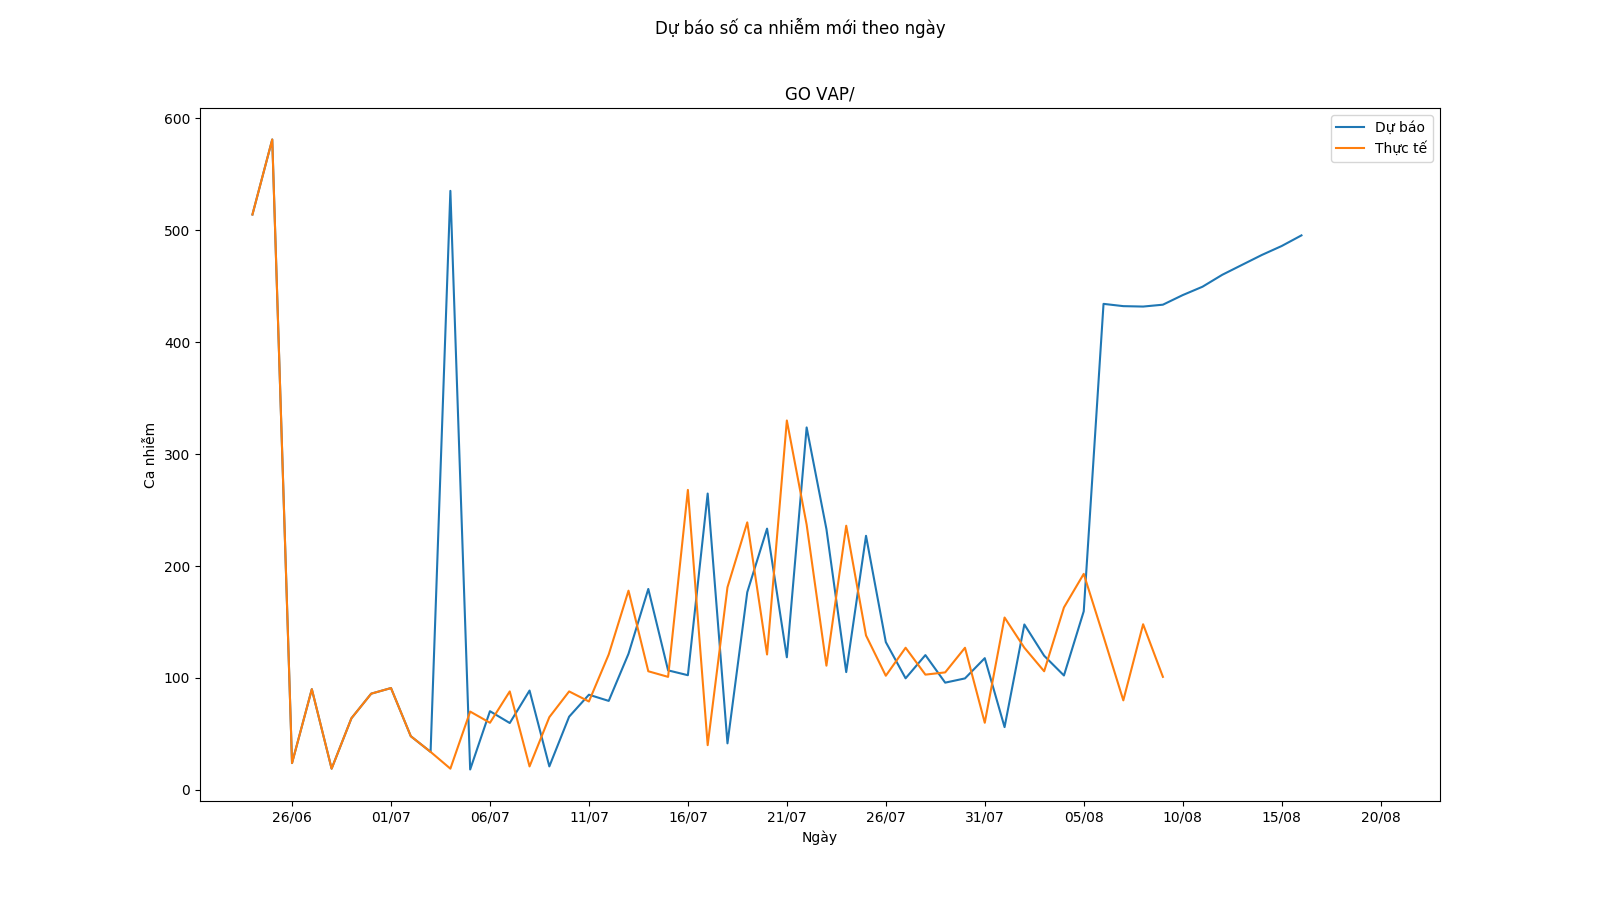 Dự báo số ca nhiễm mới theo ngày
GO VAP/
Dự báo
Thực tế
Ca nhiễm
600
500
400
300
200
100
0
26/06 01/07 06/07 11/07 16/07 21/07 26/07 31/07 05/08 10/08 15/08 20/08
Ngày